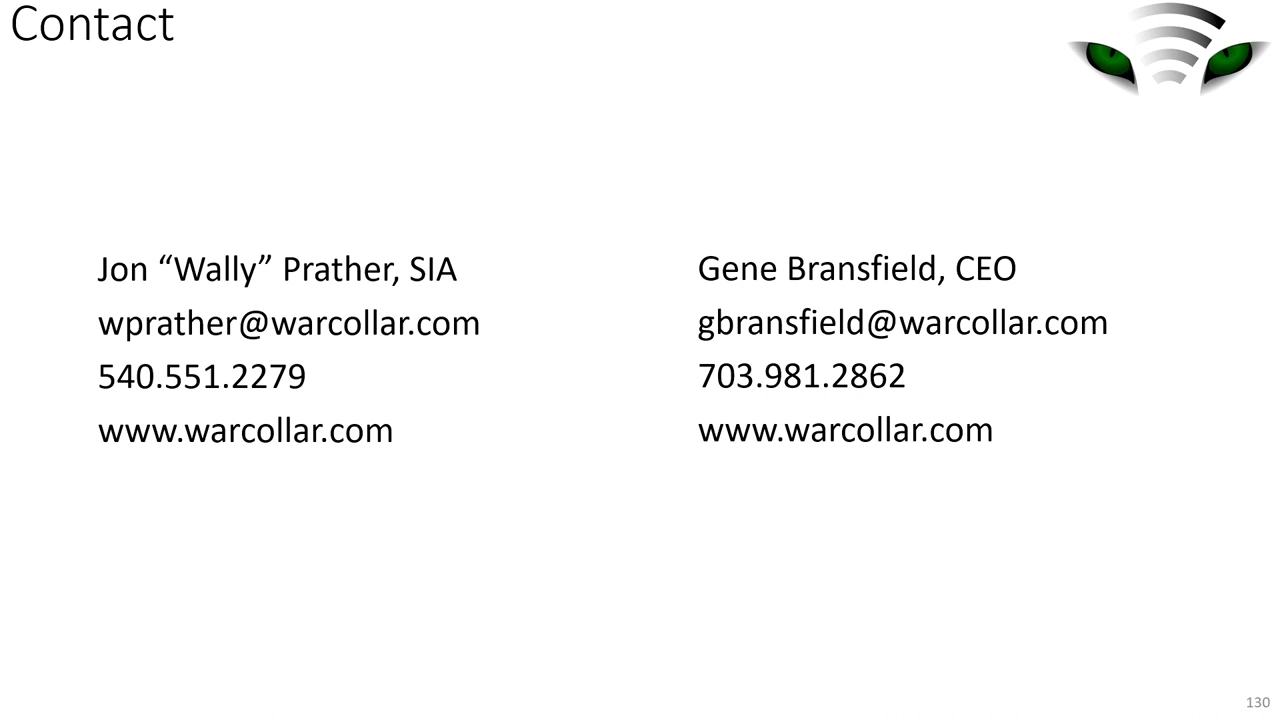 Contact
Jon “Wally” Prather, SIA
wprather@warcollar.com
540.551.2279
www.warcollar.com
Gene Bransfield, CEO
gbransfield@warcollar.com
703.981.2862
www.warcollar.com
130